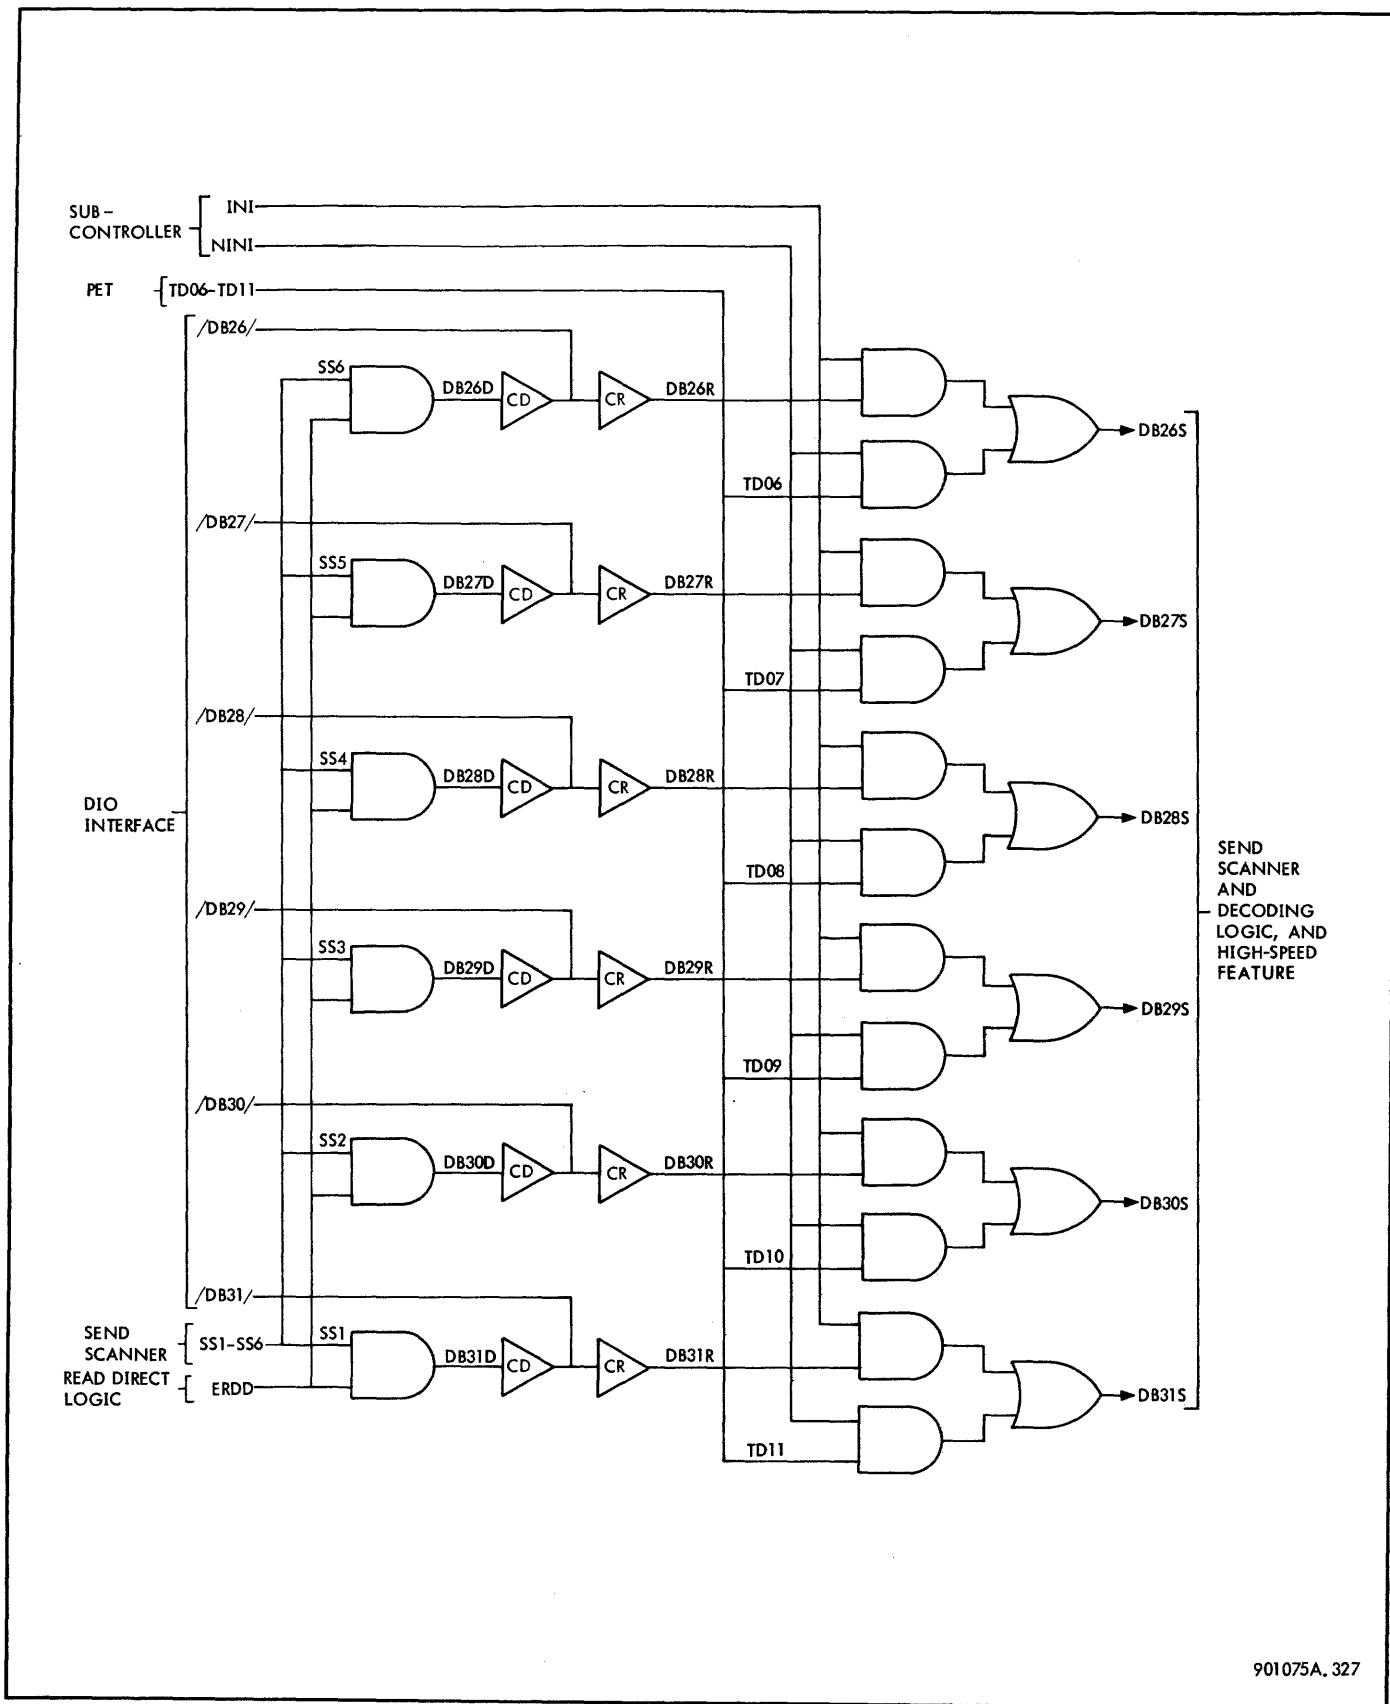 SUB-
CONTROLLER
INI
NINI
PET
TD06-TD11
/DB26/
SS6
DB26D
CD
CR
DB26R
TD06
DB26S
/DB27/
SS5
DB27D
CD
CR
DB27R
TD07
DB27S
/DB28/
SS4
DB28D
CD
CR
DB28R
TD08
DB28S
DIO
INTERFACE
SEND
SCANNER
AND
DECODING
LOGIC, AND
HIGH-SPEED
FEATURE
/DB29/
SS3
DB29D
CD
CR
DB29R
TD09
DB29S
/DB30/
SS2
DB30D
CD
CR
DB30R
TD10
DB30S
/DB31/
SEND
SCANNER
SS1-SS6
SS1
DB31D
CD
CR
DB31R
TD11
DB31S
READ DIRECT
LOGIC
ERDD
901075A. 327